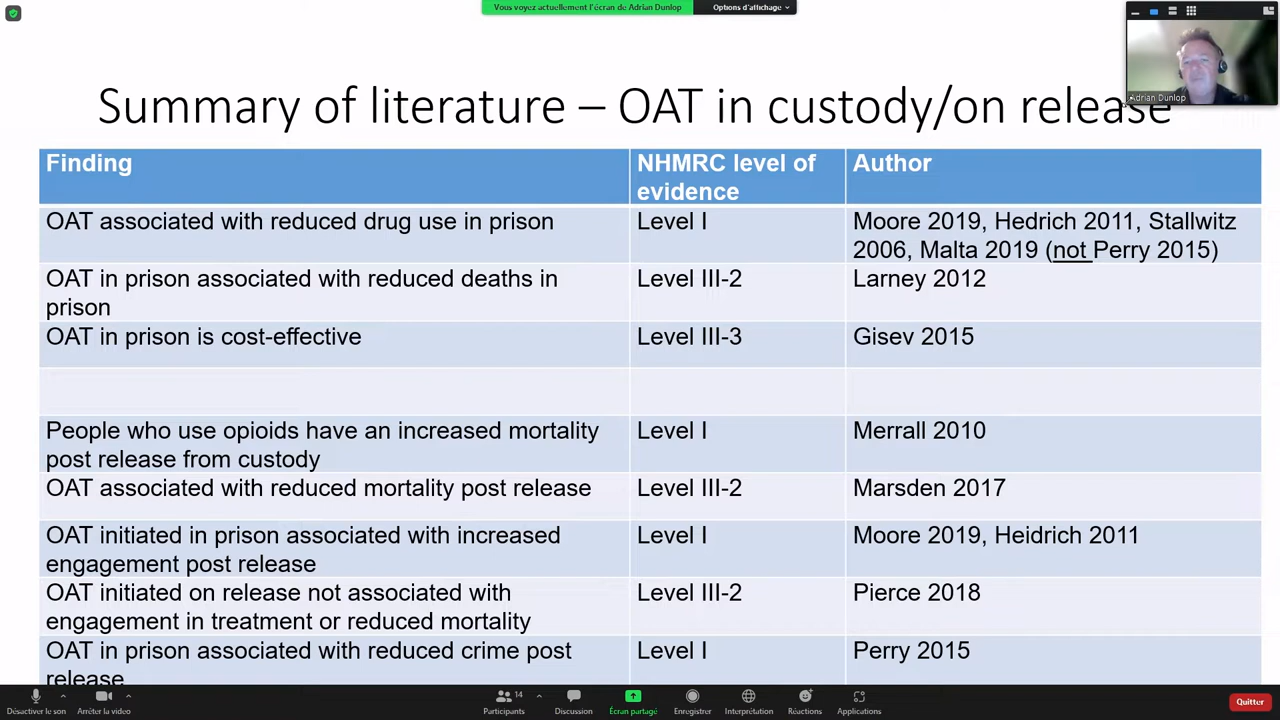 Vous voyez actuellement l'écran de Adrian Dunlop
Options d'affichage
Adrian Dunlop
Summary of literature – OAT in custody/on release
Finding
NHMRC level of
evidence
Author
OAT associated with reduced drug use in prison
Level I
Moore 2019, Hedrich 2011, Stallwitz
2006, Malta 2019 (not Perry 2015)
OAT in prison associated with reduced deaths in
prison
Level III-2
Larney 2012
OAT in prison is cost-effective
Level III-3
Gisev 2015
People who use opioids have an increased mortality
post release from custody
Level I
Merrall 2010
OAT associated with reduced mortality post release
Level III-2
Marsden 2017
OAT initiated in prison associated with increased
engagement post release
Level I
Moore 2019, Heidrich 2011
OAT initiated on release not associated with
engagement in treatment or reduced mortality
Level III-2
Pierce 2018
OAT in prison associated with reduced crime post
release
Level I
Perry 2015
Désactiver le son
Arrêter la vidéo
14
Participants
Discussion
Écran partagé
Enregistrer
Interprétation
Réactions
Applications
Quitter